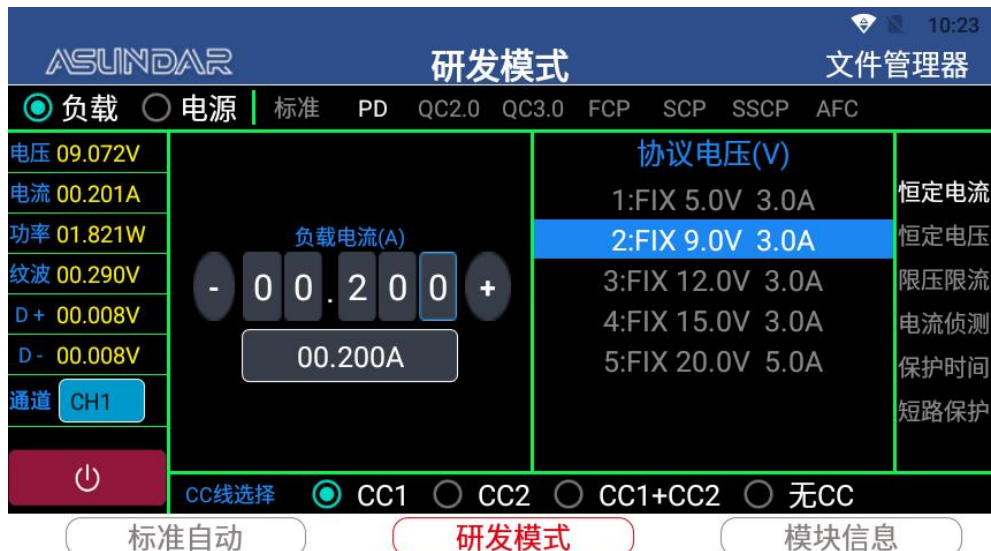 10:23
ASUNDAR 研发模式 文件管理器
负载 电源 标准 PD QC2.0 QC3.0 FCP SCP SSCP AFC
电压 09.072V
电流 00.201A
功率 01.821W
纹波 00.290V
D+ 00.008V
D- 00.008V
通道 CH1
负载电流(A)
- 00.200 +
00.200A
协议电压(V)
1:FIX 5.0V 3.0A
2:FIX 9.0V 3.0A
3:FIX 12.0V 3.0A
4:FIX 15.0V 3.0A
5:FIX 20.0V 5.0A
恒定电流
恒定电压
限压限流
电流侦测
保护时间
短路保护
CC线选择 CC1 CC2 CC1+CC2 无CC
标准自动 研发模式 模块信息